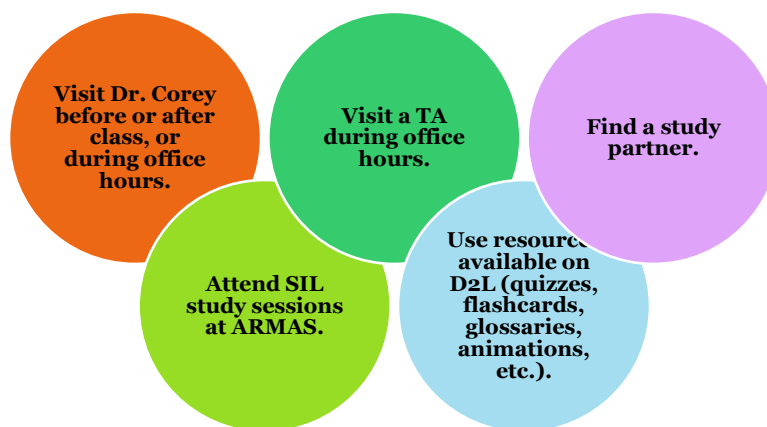 Visit Dr. Corey
before or after
class, or
during office
hours.
Visit a TA
during office
hours.
Find a study
partner.
Attend SIL
study sessions
at ARMAS.
Use resources
available on
D2L (quizzes,
flashcards,
glossaries,
animations,
etc.).